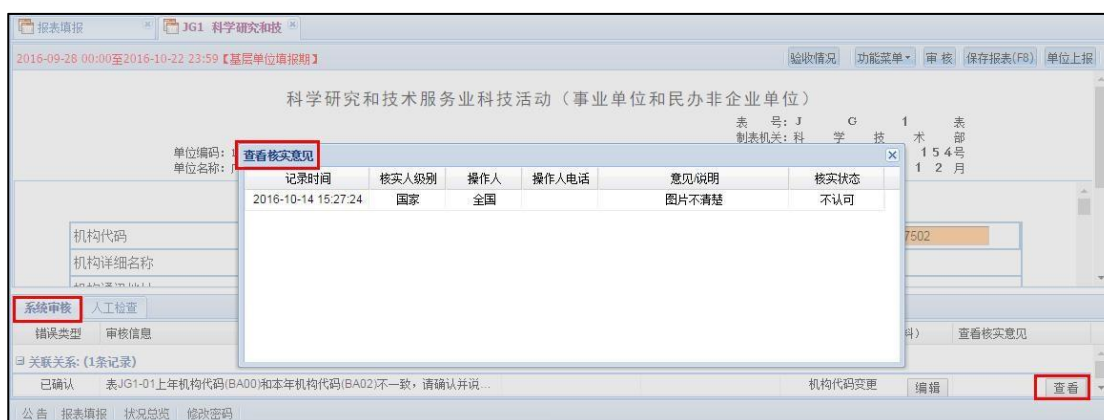 报表填报 JG1 科学研究和技
2016-09-28 00:00至2016-10-22 23:59【基层单位填报期】 验收情况 功能菜单 审 核 保存报表(F8) 单位上报
科学研究和技术服务业科技活动（事业单位和民办非企业单位）
表 号: J G 1 表
制表机关: 科 学 技 术 部
单位编码: 154号
单位名称: 1 2 月
查看核实意见
记录时间 核实人级别 操作人 操作人电话 意见/说明 核实状态
2016-10-14 15:27:24 国家 全国 图片不清楚 不认可
机构代码 7502
机构详细名称
机构通讯地址
系统审核 人工检查
错误类型 审核信息 料） 查看核实意见
关联关系: (1条记录)
已确认 表JG1-01上年机构代码(BA00)和本年机构代码(BA02)不一致，请确认并说... 机构代码变更 编辑 查看
公告 报表填报 状况总览 修改密码